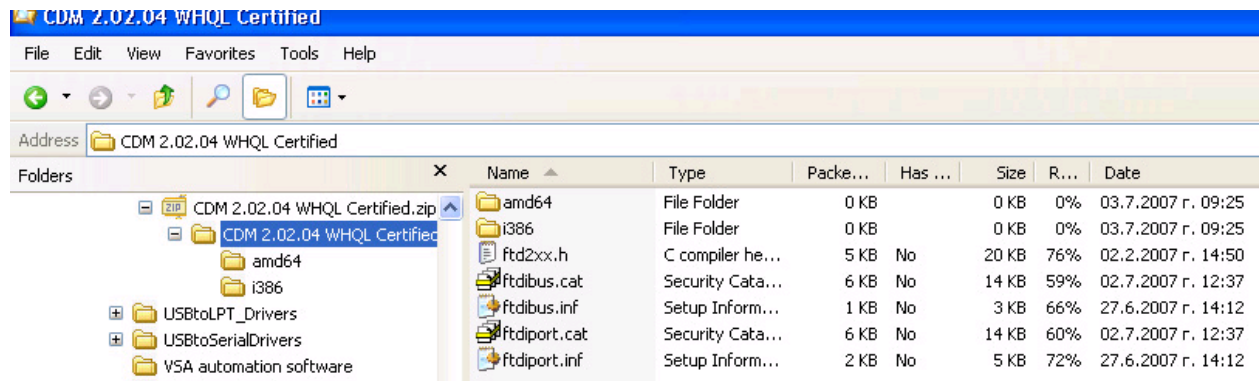 CDM 2.02.04 WHQL Certified
File Edit View Favorites Tools Help
Address CDM 2.02.04 WHQL Certified
Folders
ZIP CDM 2.02.04 WHQL Certified.zip
CDM 2.02.04 WHQL Certified
amd64
i386
USBtoLPT_Drivers
USBtoSerialDrivers
VSA automation software
Name Type Packe... Has ... Size R... Date
amd64 File Folder 0 KB 0 KB 0% 03.7.2007 г. 09:25
i386 File Folder 0 KB 0 KB 0% 03.7.2007 г. 09:25
ftd2xx.h C compiler he... 5 KB No 20 KB 76% 02.2.2007 г. 14:50
ftdibus.cat Security Cata... 6 KB No 14 KB 59% 02.7.2007 г. 12:37
ftdibus.inf Setup Inform... 1 KB No 3 KB 66% 27.6.2007 г. 14:12
ftdiport.cat Security Cata... 6 KB No 14 KB 60% 02.7.2007 г. 12:37
ftdiport.inf Setup Inform... 2 KB No 5 KB 72% 27.6.2007 г. 14:12